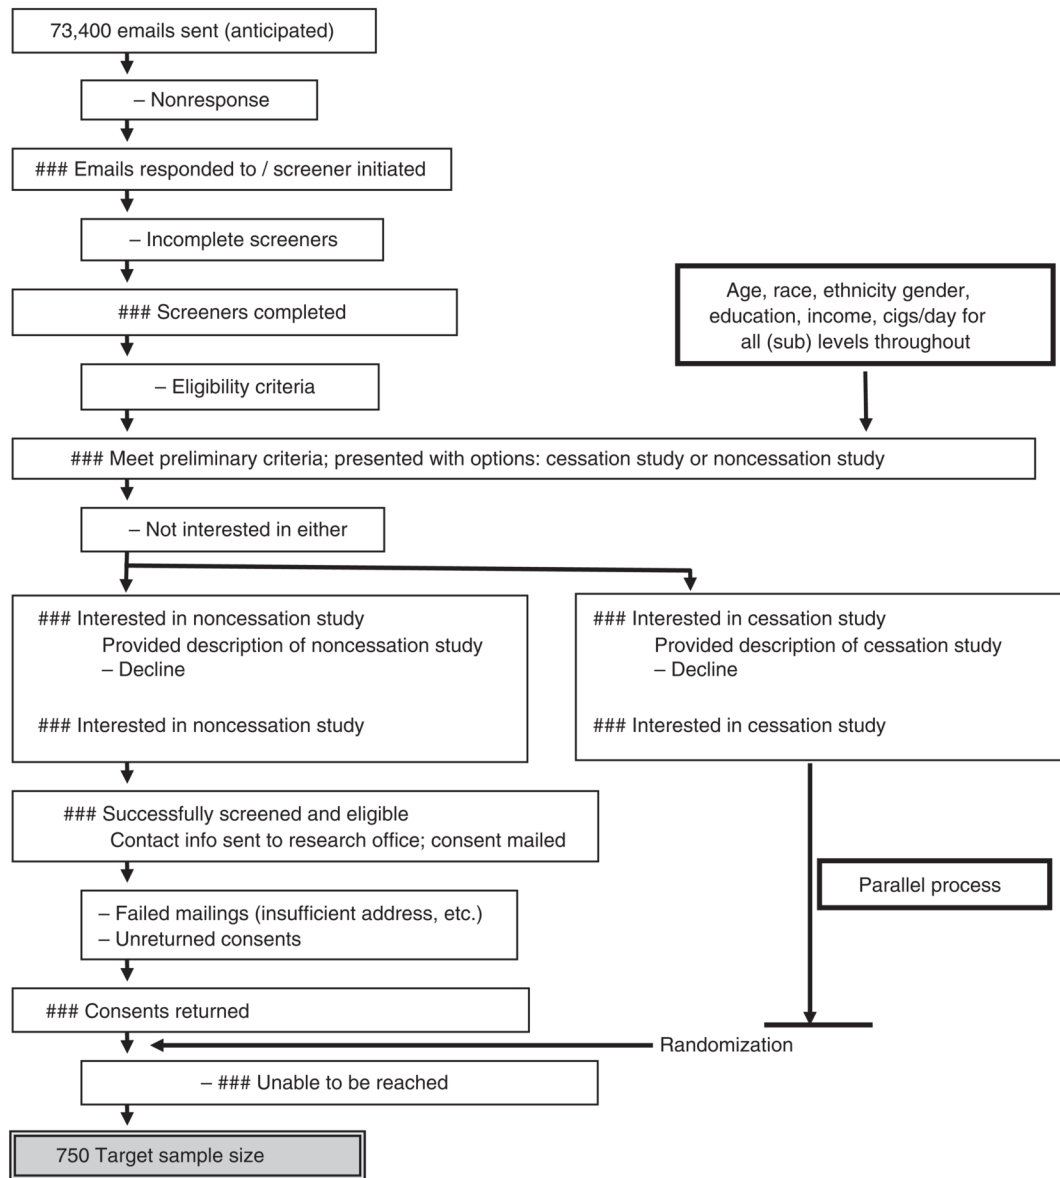 73,400 emails sent (anticipated)
– Nonresponse
### Emails responded to / screener initiated
– Incomplete screeners
### Screeners completed
Age, race, ethnicity gender,
education, income, cigs/day for
all (sub) levels throughout
– Eligibility criteria
### Meet preliminary criteria; presented with options: cessation study or noncessation study
– Not interested in either
### Interested in noncessation study
Provided description of noncessation study
– Decline
### Interested in noncessation study
### Interested in cessation study
Provided description of cessation study
– Decline
### Interested in cessation study
### Successfully screened and eligible
Contact info sent to research office; consent mailed
Parallel process
– Failed mailings (insufficient address, etc.)
– Unreturned consents
### Consents returned
Randomization
– ### Unable to be reached
750 Target sample size